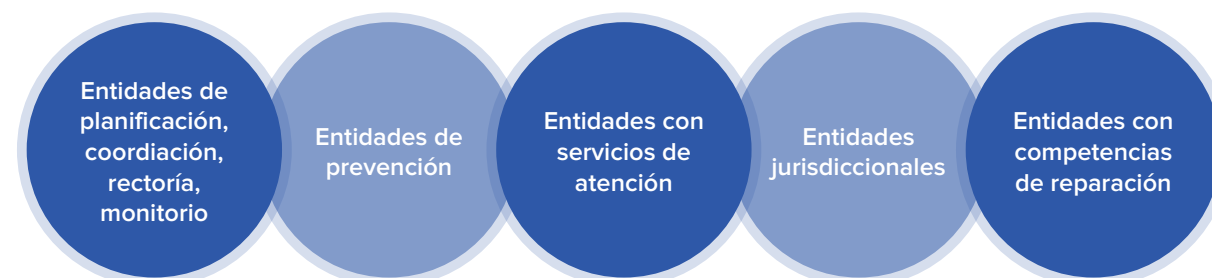 Entidades de
planificación,
coordiación,
rectoría,
monitorio
Entidades de
prevención
Entidades con
servicios de
atención
Entidades
jurisdiccionales
Entidades con
competencias
de reparación